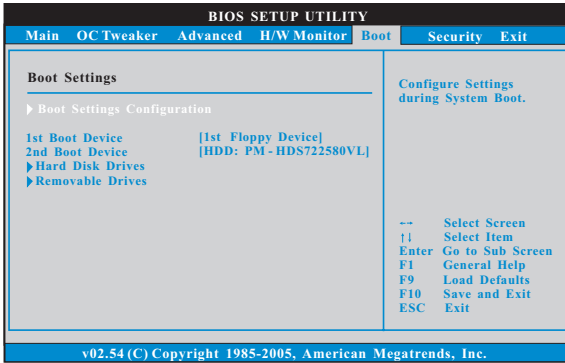 BIOS SETUP UTILITY
Main OC Tweaker Advanced H/W Monitor Boot Security Exit
Boot Settings
Boot Settings Configuration
1st Boot Device [1st Floppy Device]
2nd Boot Device [HDD: PM - HDS722580VL]
Hard Disk Drives
Removable Drives
Configure Settings
during System Boot.
←→ Select Screen
↑↓ Select Item
Enter Go to Sub Screen
F1 General Help
F9 Load Defaults
F10 Save and Exit
ESC Exit
v02.54 (C) Copyright 1985-2005, American Megatrends, Inc.